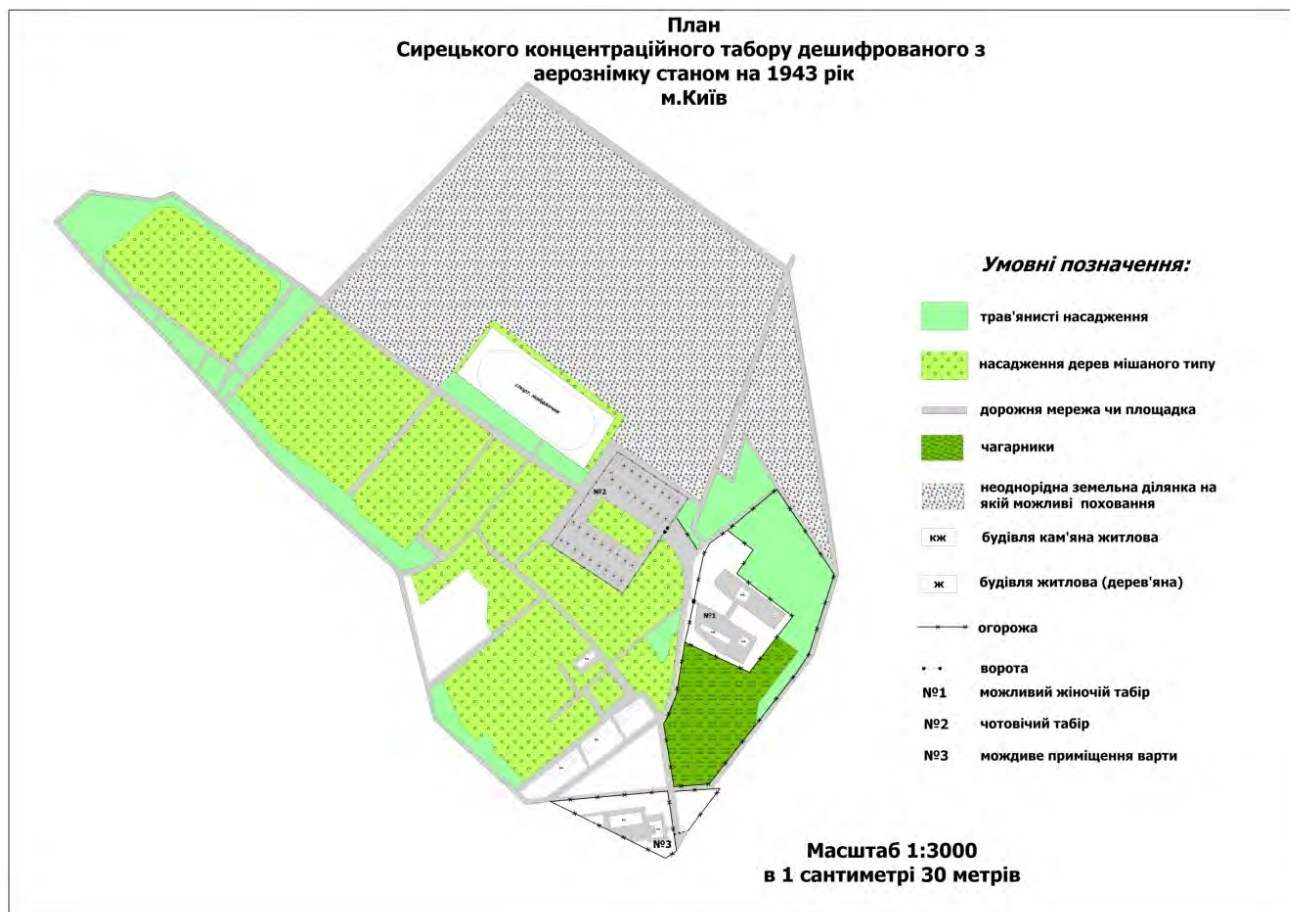 План
Сирецького концентраційного табору дешифрованого з
аерознімку станом на 1943 рік
м.Київ
спорт. майданчик
№2
№1
№3
Умовні позначення:
трав'янисті насадження
насадження дерев мішаного типу
дорожня мережа чи площадка
чагарники
неоднорідна земельна ділянка на
якій можливі поховання
кж будівля кам'яна житлова
ж будівля житлова (дерев'яна)
огорожа
ворота
№1 можливий жіночій табір
№2 чотовічий табір
№3 мождиве приміщення варти
Масштаб 1:3000
в 1 сантиметрі 30 метрів